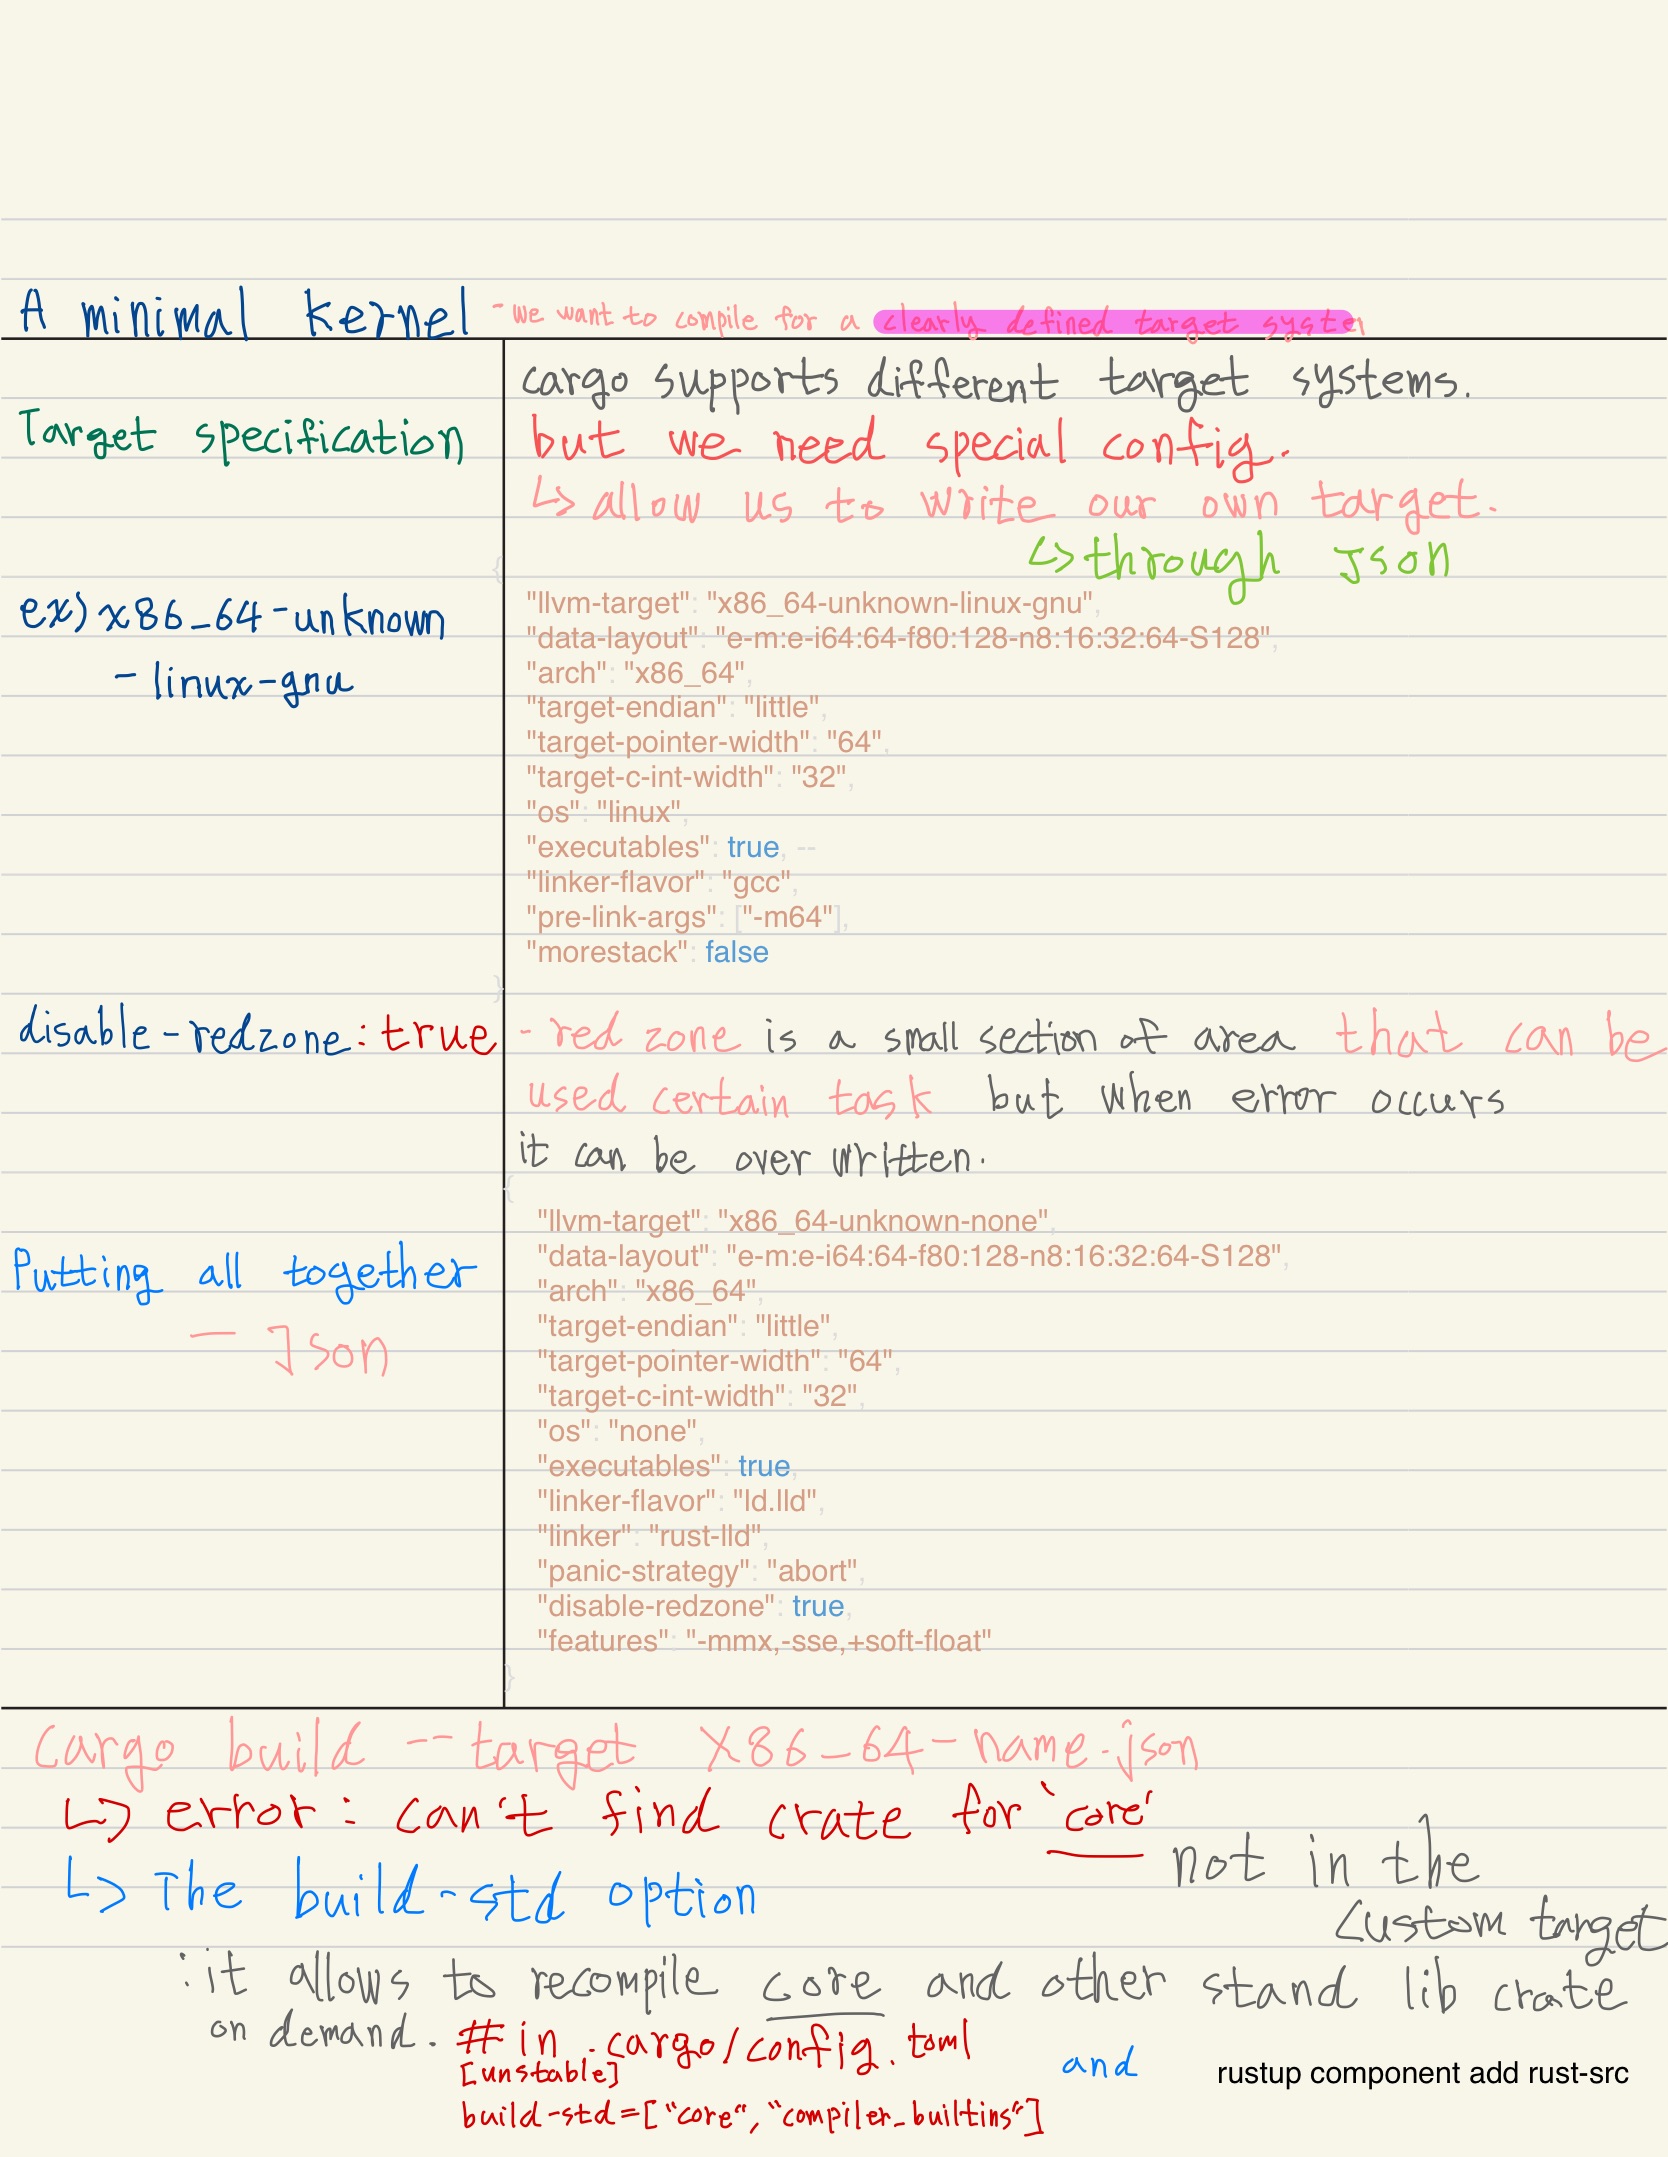 A minimal kernel - we want to compile for a clearly defined target system
cargo supports different target systems.
Target specification
but we need special config.
↳ allow us to write our own target.
↳ through Json
{
ex) x86_64-unknown
-linux-gnu
"llvm-target": "x86_64-unknown-linux-gnu",
"data-layout": "e-m:e-i64:64-f80:128-n8:16:32:64-S128",
"arch": "x86_64",
"target-endian": "little",
"target-pointer-width": "64",
"target-c-int-width": "32",
"os": "linux",
"executables": true, --
"linker-flavor": "gcc",
"pre-link-args": ["-m64"],
"morestack": false
}
disable-redzone: true
- red zone is a small section of area that can be
used certain task but when error occurs
it can be over written.
{
Putting all together
- Json
"llvm-target": "x86_64-unknown-none",
"data-layout": "e-m:e-i64:64-f80:128-n8:16:32:64-S128",
"arch": "x86_64",
"target-endian": "little",
"target-pointer-width": "64",
"target-c-int-width": "32",
"os": "none",
"executables": true,
"linker-flavor": "ld.lld",
"linker": "rust-lld",
"panic-strategy": "abort",
"disable-redzone": true,
"features": "-mmx,-sse,+soft-float"
}
Cargo build --target X86_64-name.json
↳ error: can't find crate for 'core'
not in the
custom target
↳ The build-std option
: it allows to recompile core and other stand lib crate
on demand.
# in .cargo/config.toml
[unstable]
build-std=["core", "compiler_builtins"]
and
rustup component add rust-src